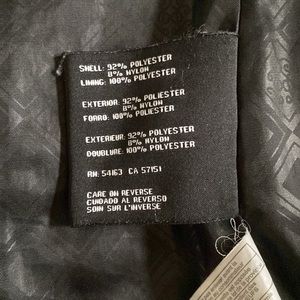 SHELL: 92% POLYESTER
8% NYLON
LINING: 100% POLYESTER
EXTERIOR: 92% POLIESTER
8% NYLON
FORRO: 100% POLIESTER
EXTERIEUR: 92% POLYESTER
8% NYLON
DOUBLURE: 100% POLYESTER
RN: 54163 CA 57151
CARE ON REVERSE
CUIDADO AL REVERSO
SOIN SUR L'INVERSE